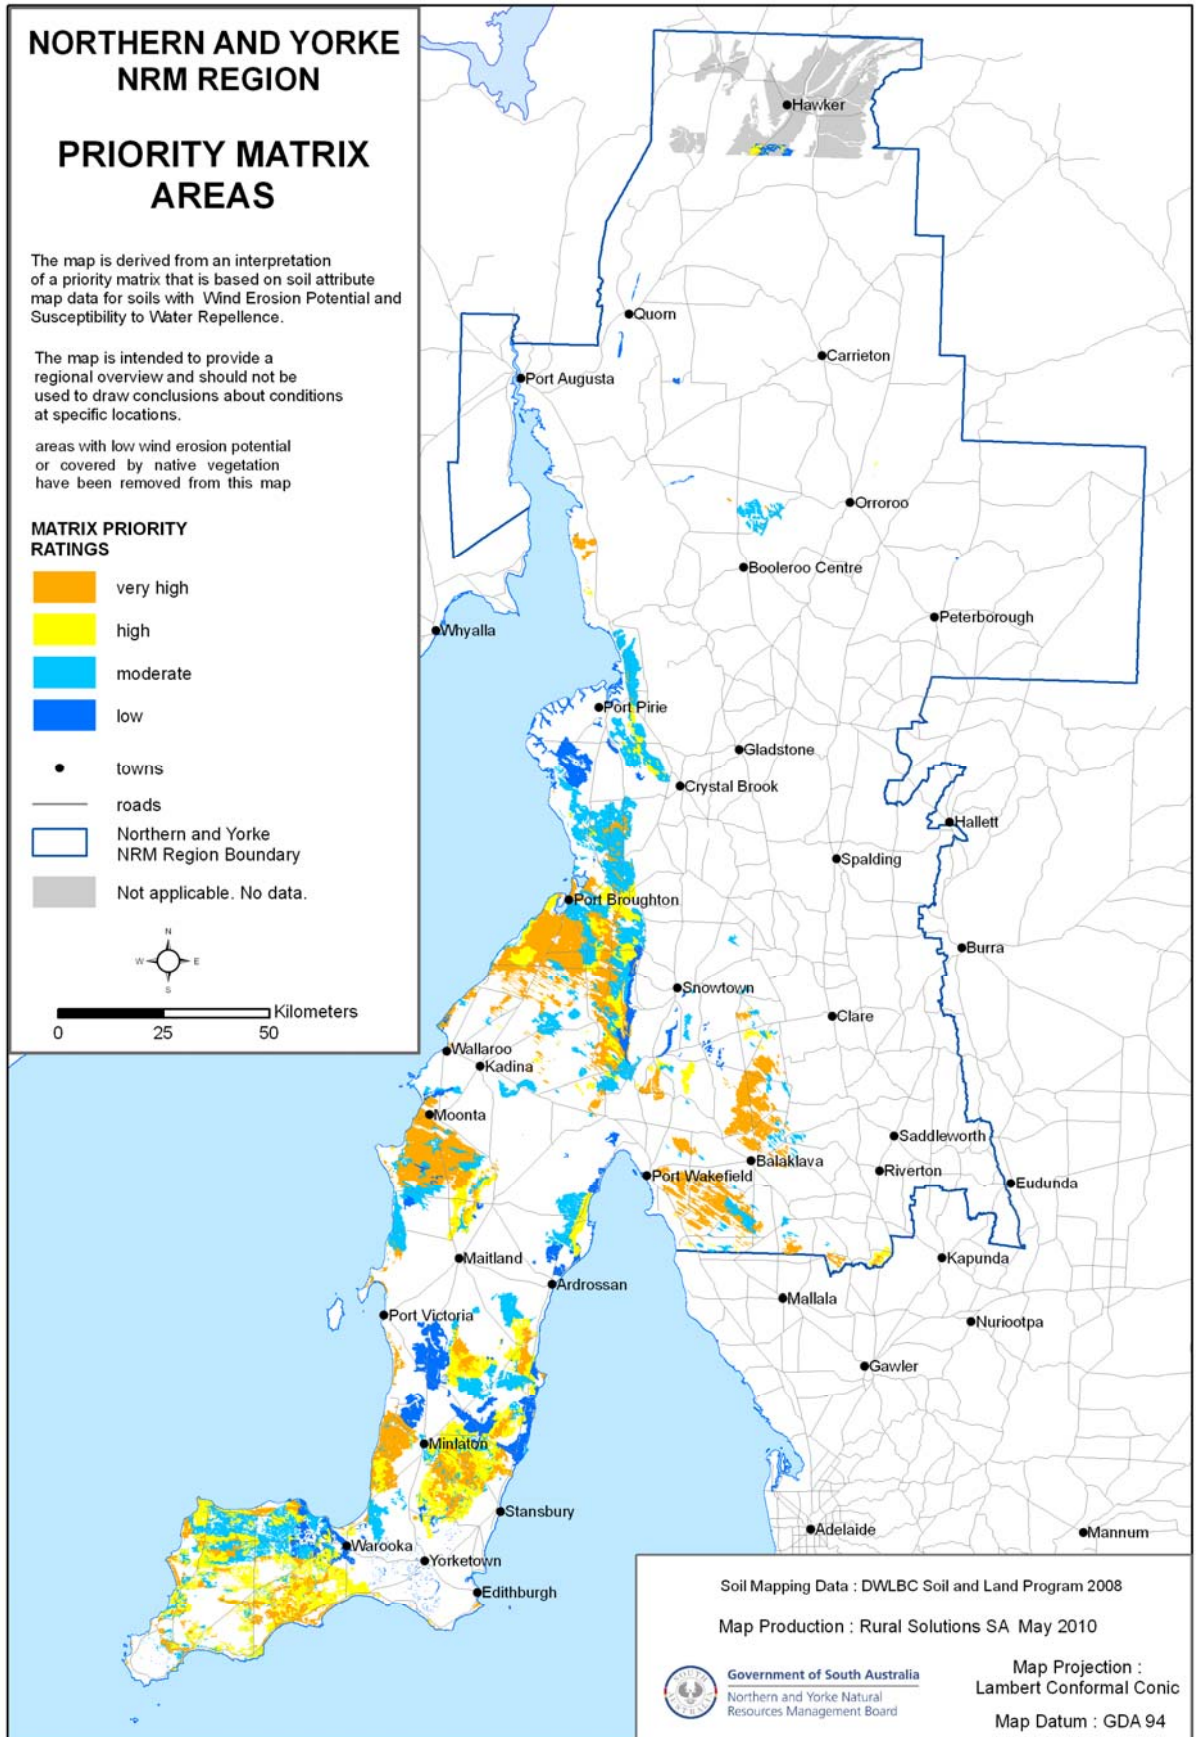 NORTHERN AND YORKE
NRM REGION
PRIORITY MATRIX
AREAS
The map is derived from an interpretation
of a priority matrix that is based on soil attribute
map data for soils with Wind Erosion Potential and
Susceptibility to Water Repellence.
The map is intended to provide a
regional overview and should not be
used to draw conclusions about conditions
at specific locations.
areas with low wind erosion potential
or covered by native vegetation
have been removed from this map
MATRIX PRIORITY
RATINGS
very high
high
moderate
low
towns
roads
Northern and Yorke
NRM Region Boundary
Not applicable. No data.
N
W
E
S
Kilometers
0
25
50
Hawker
Quorn
Carrieton
Port Augusta
Orroroo
Booleroo Centre
Peterborough
Whyalla
Port Pirie
Gladstone
Crystal Brook
Hallett
Spalding
Port Broughton
Burra
Snowtown
Clare
Wallaroo
Kadina
Moonta
Saddleworth
Balaklava
Riverton
Port Wakefield
Eudunda
Maitland
Kapunda
Ardrossan
Mallala
Port Victoria
Nuriootpa
Gawler
Minlaton
Stansbury
Adelaide
Mannum
Warooka
Yorketown
Edithburgh
Soil Mapping Data : DWLBC Soil and Land Program 2008
Map Production : Rural Solutions SA May 2010
SOUTH
AUSTRALIA
Government of South Australia
Northern and Yorke Natural
Resources Management Board
Map Projection :
Lambert Conformal Conic
Map Datum : GDA 94